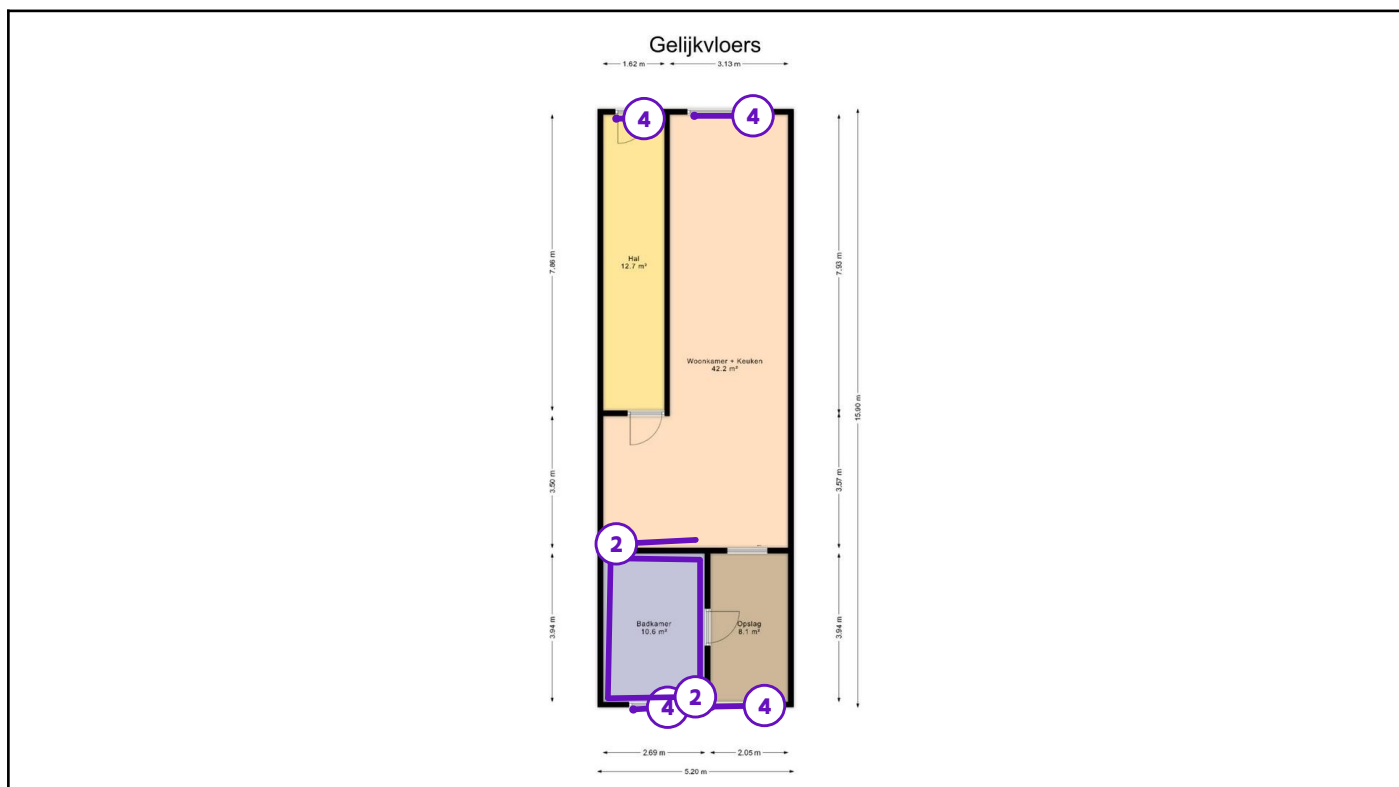 Gelijkvloers
1.62 m
3.13 m
4
4
Hal
12.7 m²
7.86 m
7.93 m
Woonkamer + Keuken
42.2 m²
15.90 m
3.50 m
3.57 m
2
Badkamer
10.6 m²
Opslag
8.1 m²
3.94 m
3.94 m
4
2
4
2.69 m
2.05 m
5.20 m